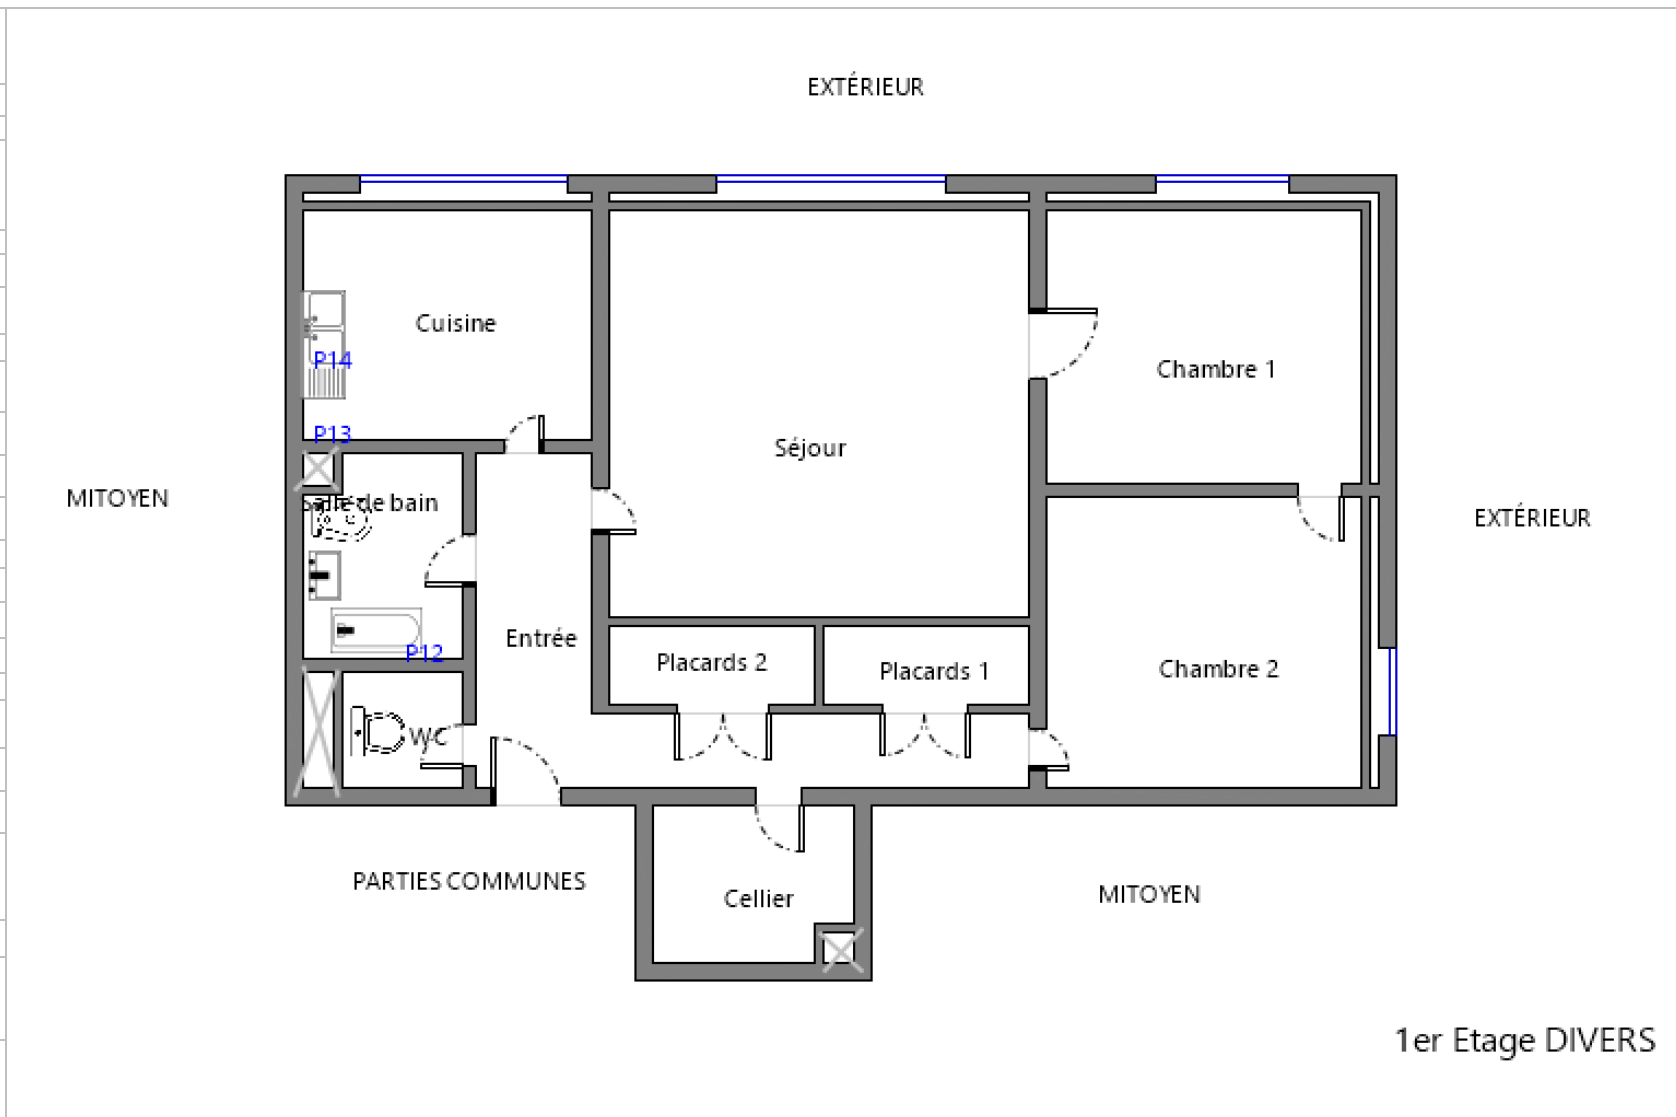 EXTÉRIEUR
Cuisine
P14
Chambre 1
P13
Séjour
MITOYEN
Salle de bain
EXTÉRIEUR
Entrée
P12
Placards 2
Placards 1
Chambre 2
WC
PARTIES COMMUNES
Cellier
MITOYEN
1er Etage DIVERS